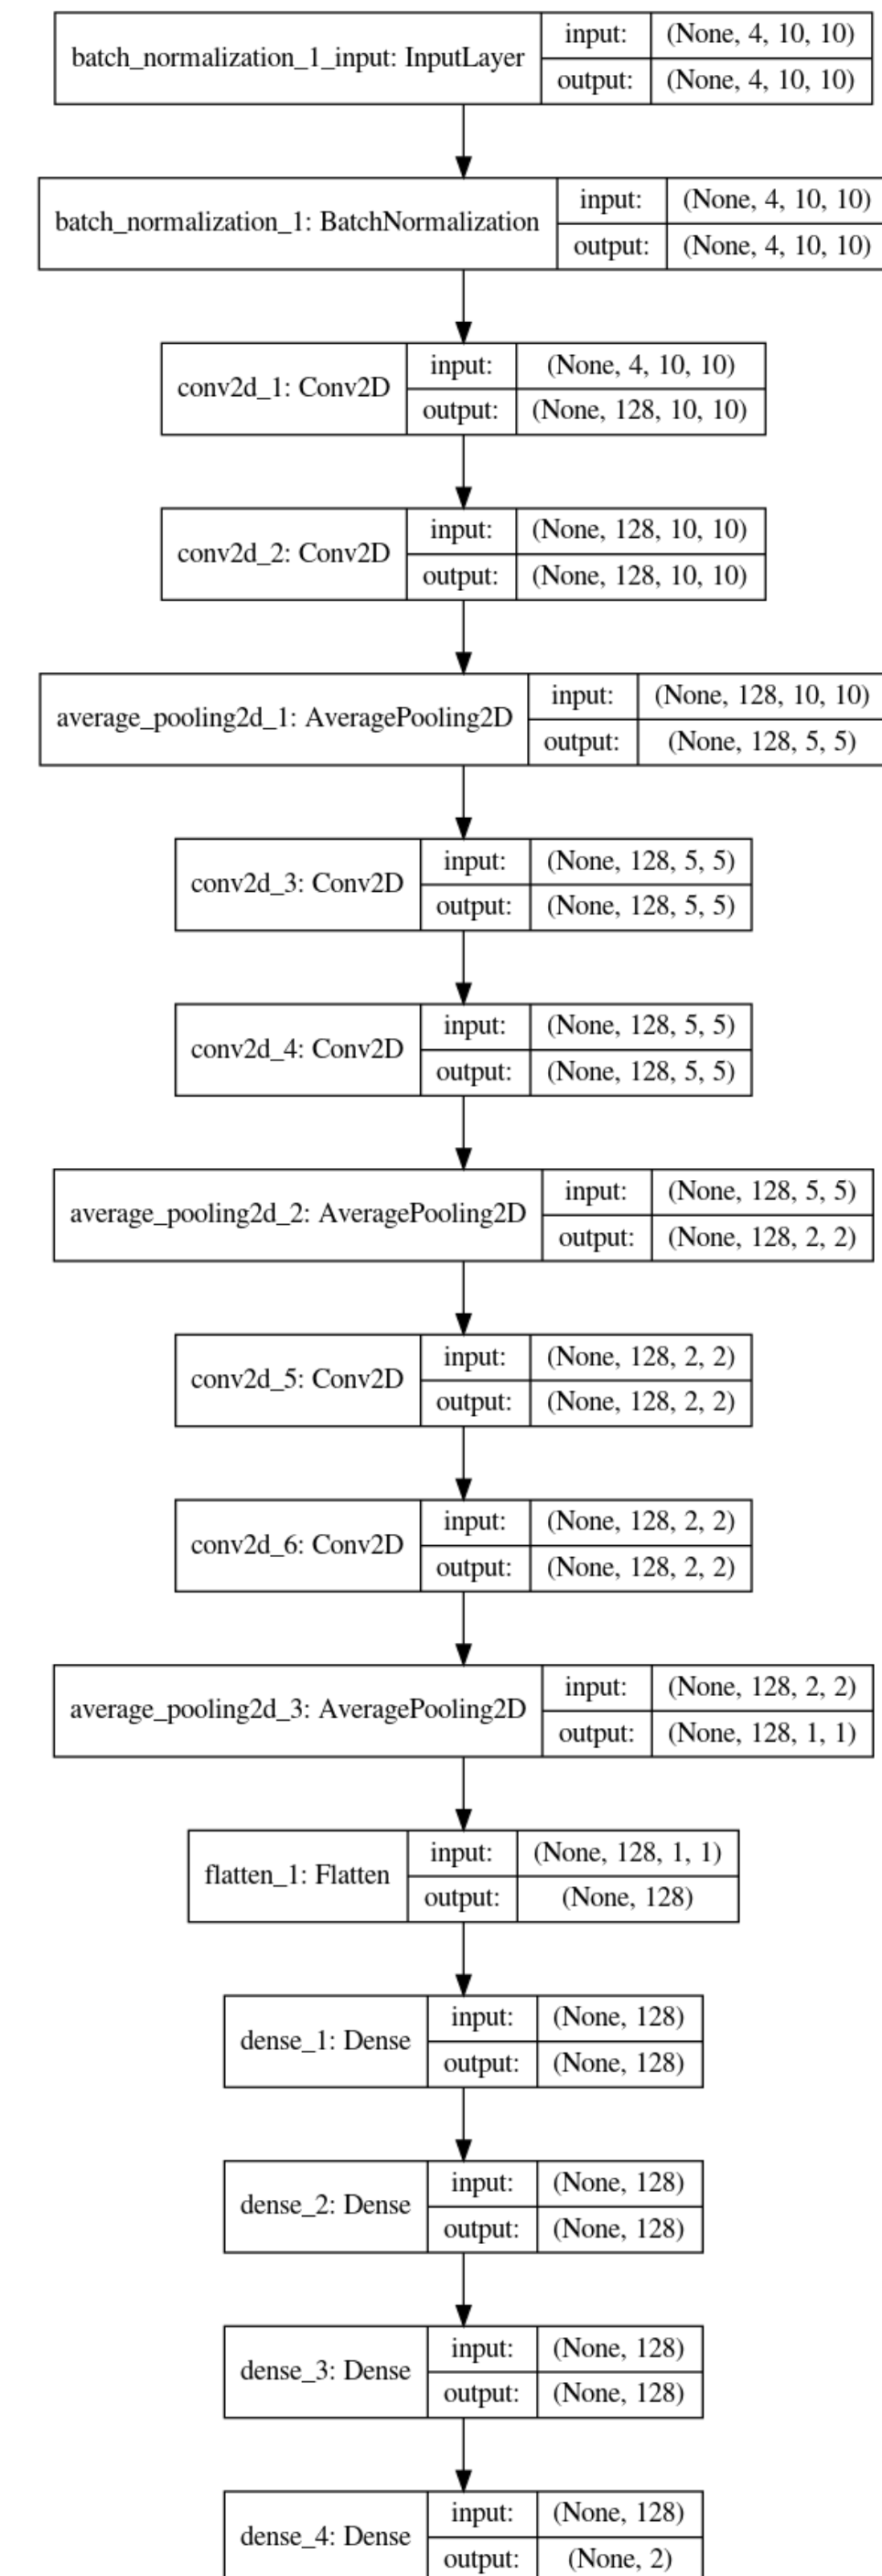 batch_normalization_1_input: InputLayer
input: (None, 4, 10, 10)
output: (None, 4, 10, 10)
batch_normalization_1: BatchNormalization
input: (None, 4, 10, 10)
output: (None, 4, 10, 10)
conv2d_1: Conv2D
input: (None, 4, 10, 10)
output: (None, 128, 10, 10)
conv2d_2: Conv2D
input: (None, 128, 10, 10)
output: (None, 128, 10, 10)
average_pooling2d_1: AveragePooling2D
input: (None, 128, 10, 10)
output: (None, 128, 5, 5)
conv2d_3: Conv2D
input: (None, 128, 5, 5)
output: (None, 128, 5, 5)
conv2d_4: Conv2D
input: (None, 128, 5, 5)
output: (None, 128, 5, 5)
average_pooling2d_2: AveragePooling2D
input: (None, 128, 5, 5)
output: (None, 128, 2, 2)
conv2d_5: Conv2D
input: (None, 128, 2, 2)
output: (None, 128, 2, 2)
conv2d_6: Conv2D
input: (None, 128, 2, 2)
output: (None, 128, 2, 2)
average_pooling2d_3: AveragePooling2D
input: (None, 128, 2, 2)
output: (None, 128, 1, 1)
flatten_1: Flatten
input: (None, 128, 1, 1)
output: (None, 128)
dense_1: Dense
input: (None, 128)
output: (None, 128)
dense_2: Dense
input: (None, 128)
output: (None, 128)
dense_3: Dense
input: (None, 128)
output: (None, 128)
dense_4: Dense
input: (None, 128)
output: (None, 2)